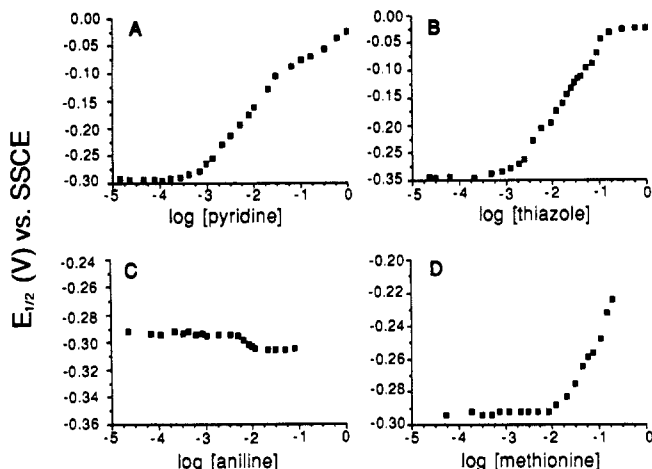 E1/2 (V) vs. SSCE
A
0.00
-0.05
-0.10
-0.15
-0.20
-0.25
-0.30
-5 -4 -3 -2 -1 0
log [pyridine]
B
0.00
-0.05
-0.10
-0.15
-0.20
-0.25
-0.35
-5 -4 -3 -2 -1 0
log [thiazole]
C
-0.24
-0.26
-0.28
-0.30
-0.32
-0.34
-0.36
-5 -4 -3 -2 -1 0
log [aniline]
D
-0.20
-0.22
-0.24
-0.26
-0.28
-0.30
-5 -4 -3 -2 -1 0
log [methionine]